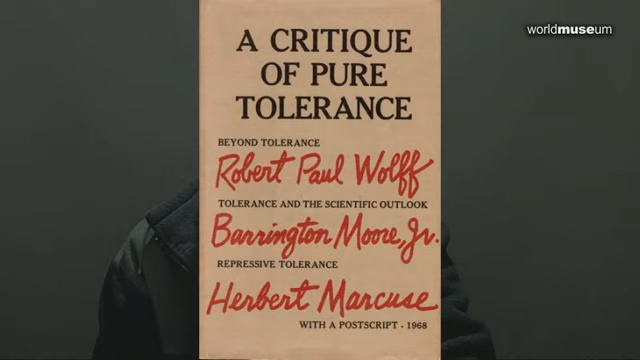 worldmuseum
A CRITIQUE
OF PURE
TOLERANCE
BEYOND TOLERANCE
Robert Paul Wolff
TOLERANCE AND THE SCIENTIFIC OUTLOOK
Barrington Moore, Jr.
REPRESSIVE TOLERANCE
Herbert Marcuse
WITH A POSTSCRIPT - 1968